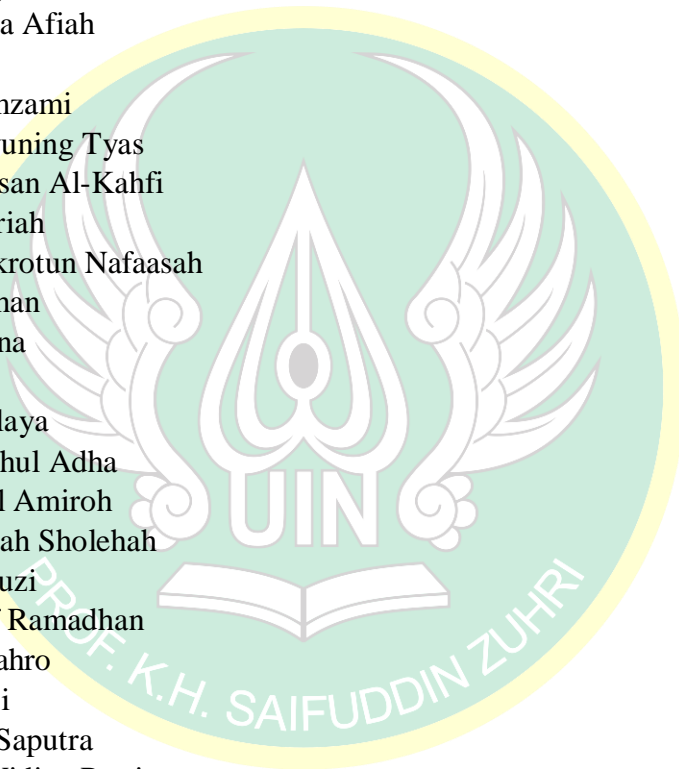 a Afiah
nzami
uning Tyas
san Al-Kahfi
riah
krotun Nafaasah
nan
na
laya
hul Adha
l Amiroh
ah Sholehah
uzi
Ramadhan
ahro
i
Saputra
UIN
PROF. K.H. SAIFUDDIN ZUHRI